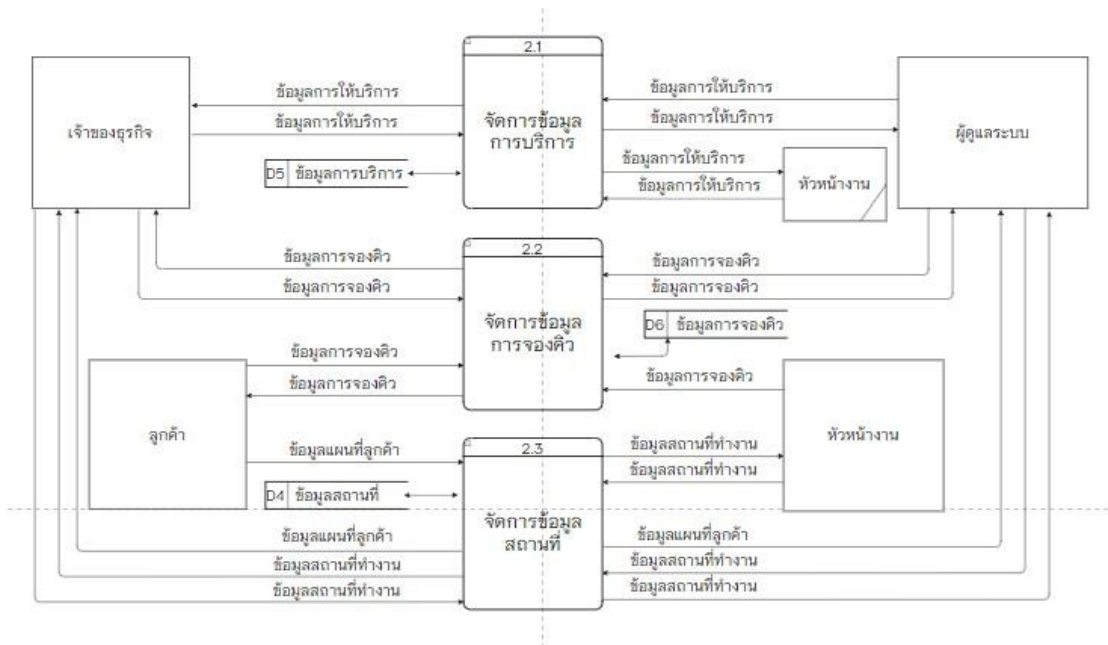 2.1
เจ้าของธุรกิจ
ข้อมูลการให้บริการ
ข้อมูลการให้บริการ
D5 ข้อมูลการบริการ
จัดการข้อมูล
การบริการ
ข้อมูลการให้บริการ
ข้อมูลการให้บริการ
ข้อมูลการให้บริการ
ข้อมูลการให้บริการ
หัวหน้างาน
ผู้ดูแลระบบ
2.2
ข้อมูลการจองคิว
ข้อมูลการจองคิว
จัดการข้อมูล
การจองคิว
ข้อมูลการจองคิว
ข้อมูลการจองคิว
D6 ข้อมูลการจองคิว
ข้อมูลการจองคิว
ข้อมูลการจองคิว
ข้อมูลการจองคิว
ลูกค้า
หัวหน้างาน
2.3
ข้อมูลแผนที่ลูกค้า
D4 ข้อมูลสถานที่
จัดการข้อมูล
สถานที่
ข้อมูลสถานที่ทำงาน
ข้อมูลสถานที่ทำงาน
ข้อมูลแผนที่ลูกค้า
ข้อมูลสถานที่ทำงาน
ข้อมูลสถานที่ทำงาน
ข้อมูลแผนที่ลูกค้า
ข้อมูลสถานที่ทำงาน
ข้อมูลสถานที่ทำงาน